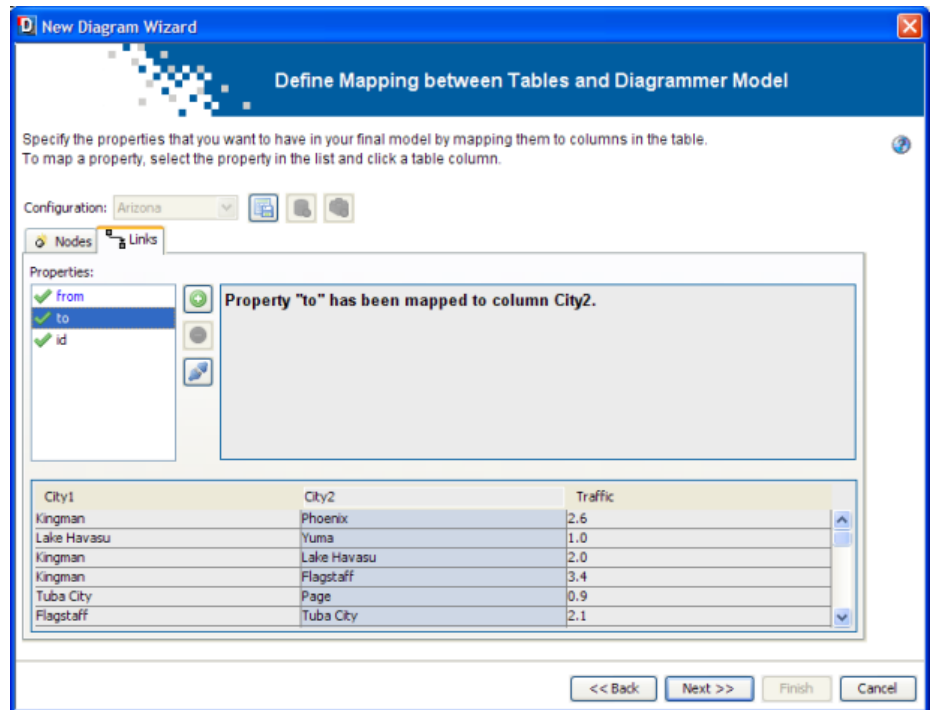 New Diagram Wizard
Define Mapping between Tables and Diagrammer Model
Specify the properties that you want to have in your final model by mapping them to columns in the table.
To map a property, select the property in the list and click a table column.
Configuration: Arizona
Nodes Links
Properties:
from
to
id
Property "to" has been mapped to column City2.
City1 City2 Traffic
Kingman Phoenix 2.6
Lake Havasu Yuma 1.0
Kingman Lake Havasu 2.0
Kingman Flagstaff 3.4
Tuba City Page 0.9
Flagstaff Tuba City 2.1
<< Back Next >> Finish Cancel